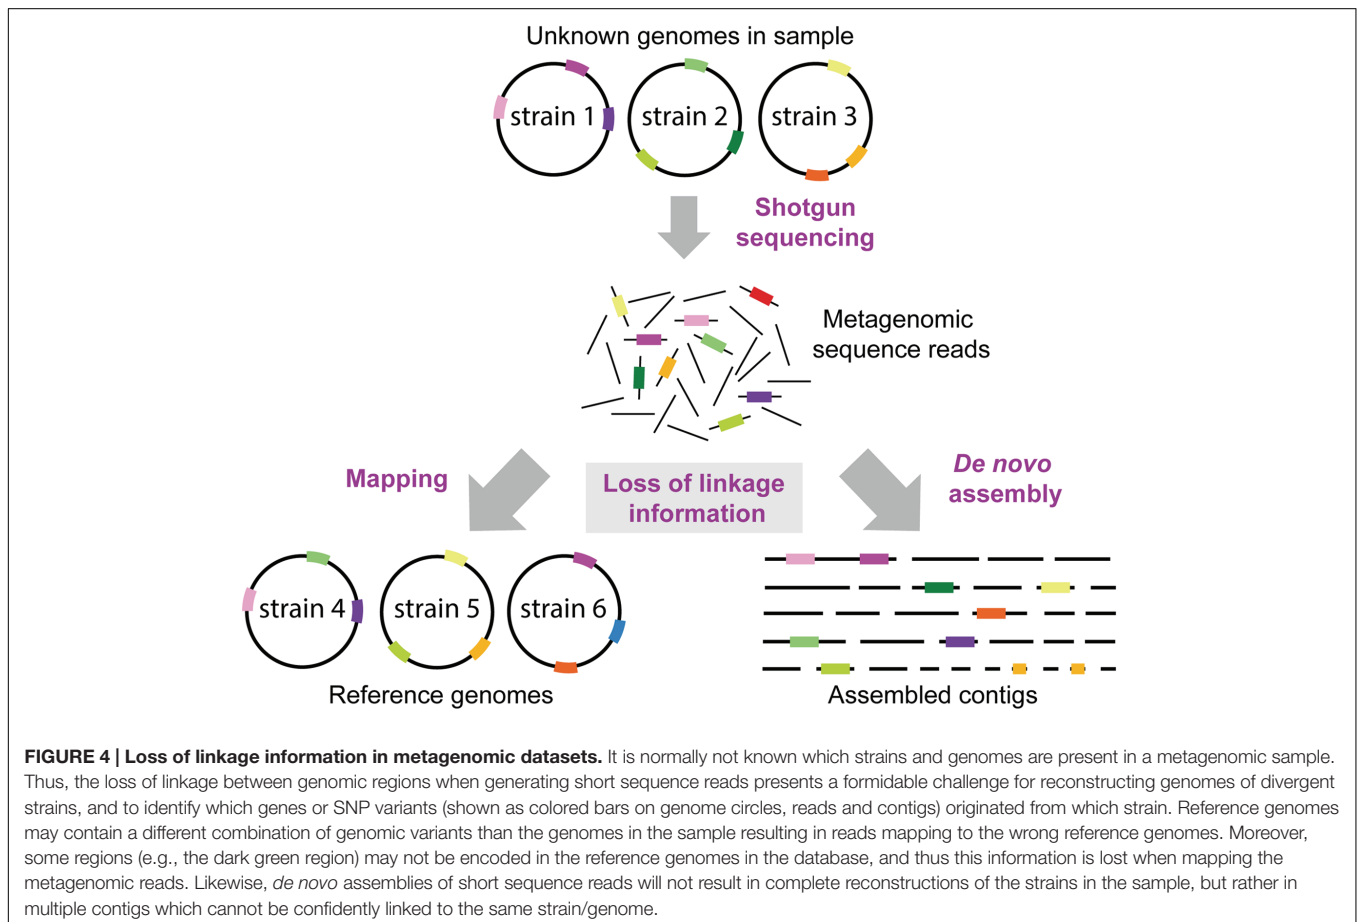 Unknown genomes in sample
strain 1
strain 2
strain 3
Shotgun
sequencing
Metagenomic
sequence reads
Mapping
Loss of linkage
information
De novo
assembly
strain 4
strain 5
strain 6
Reference genomes
Assembled contigs
FIGURE 4 | Loss of linkage information in metagenomic datasets. It is normally not known which strains and genomes are present in a metagenomic sample.
Thus, the loss of linkage between genomic regions when generating short sequence reads presents a formidable challenge for reconstructing genomes of divergent
strains, and to identify which genes or SNP variants (shown as colored bars on genome circles, reads and contigs) originated from which strain. Reference genomes
may contain a different combination of genomic variants than the genomes in the sample resulting in reads mapping to the wrong reference genomes. Moreover,
some regions (e.g., the dark green region) may not be encoded in the reference genomes in the database, and thus this information is lost when mapping the
metagenomic reads. Likewise, de novo assemblies of short sequence reads will not result in complete reconstructions of the strains in the sample, but rather in
multiple contigs which cannot be confidently linked to the same strain/genome.